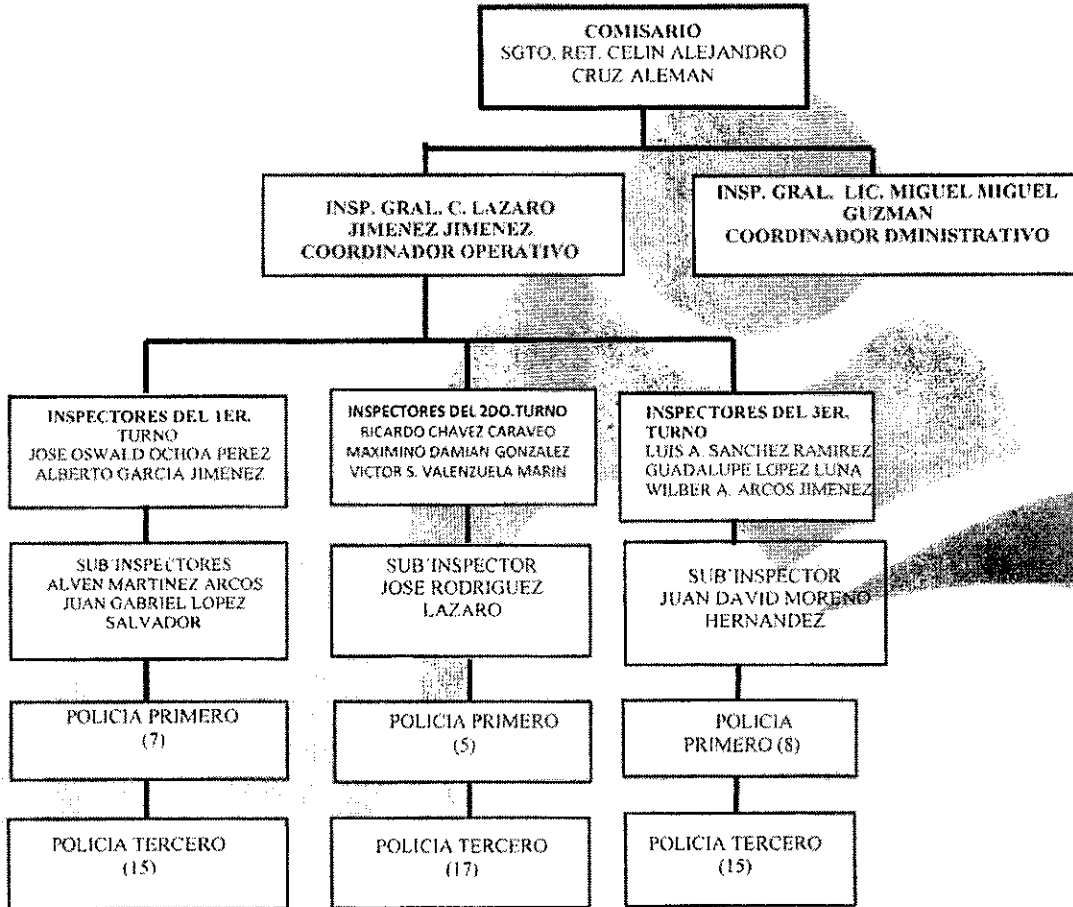 COMISARIO
SGTO. RET. CELIN ALEJANDRO
CRUZ ALEMAN
INSP. GRAL. C. LAZARO
JIMENEZ JIMENEZ
COORDINADOR OPERATIVO
INSP. GRAL. LIC. MIGUEL MIGUEL
GUZMAN
COORDINADOR DMINISTRATIVO
INSPECTORES DEL 1ER.
TURNO
JOSE OSWALD OCHOA PEREZ
ALBERTO GARCIA JIMENEZ
INSPECTORES DEL 2DO.TURNO
RICARDO CHAVEZ CARAVEO
MAXIMINO DAMIAN GONZALEZ
VICTOR S. VALENZUELA MARIN
INSPECTORES DEL 3ER.
TURNO
LUIS A. SANCHEZ RAMIREZ
GUADALUPE LOPEZ LUNA
WILBER A. ARCOS JIMENEZ
SUB'INSPECTORES
ALVEN MARTINEZ ARCOS
JUAN GABRIEL LOPEZ
SALVADOR
SUB'INSPECTOR
JOSE RODRIGUEZ
LAZARO
SUB'INSPECTOR
JUAN DAVID MORENO
HERNANDEZ
POLICIA PRIMERO
(7)
POLICIA PRIMERO
(5)
POLICIA
PRIMERO (8)
POLICIA TERCERO
(15)
POLICIA TERCERO
(17)
POLICIA TERCERO
(15)